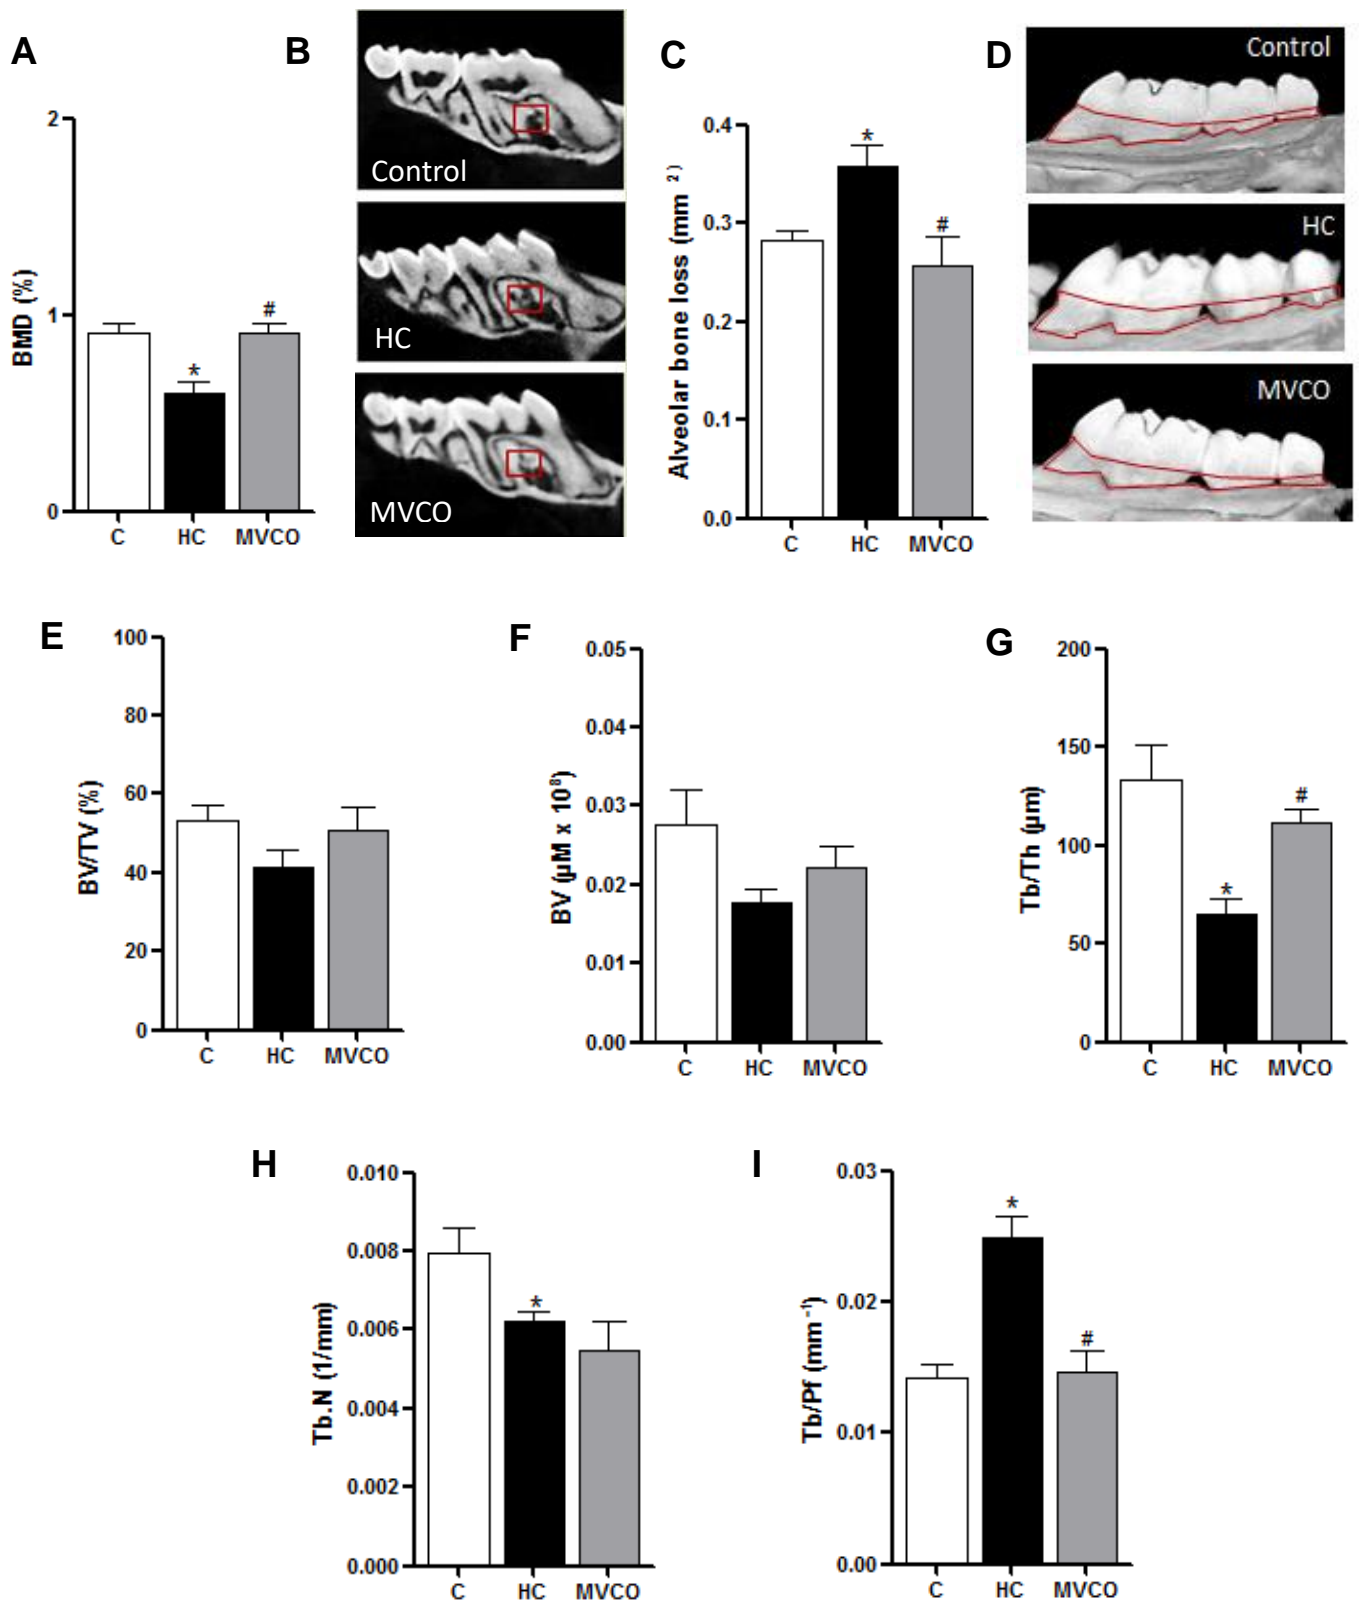 A
2
1
0
BMD (%)
C HC MVCO
B
Control
HC
MVCO
C
0.4
0.3
0.2
0.1
0.0
Alveolar bone loss (mm ²)
* #
C HC MVCO
D
Control
HC
MVCO
* #
E
100
80
60
40
20
0
BV/TV (%)
C HC MVCO
F
0.05
0.04
0.03
0.02
0.01
0.00
BV (µM x 10⁸)
C HC MVCO
G
200
150
100
50
0
Tb/Th (µm)
* #
C HC MVCO
H
0.010
0.008
0.006
0.004
0.002
0.000
Tb.N (1/mm)
*
C HC MVCO
I
0.03
0.02
0.01
0.00
Tb/Pf (mm⁻¹)
* #
C HC MVCO